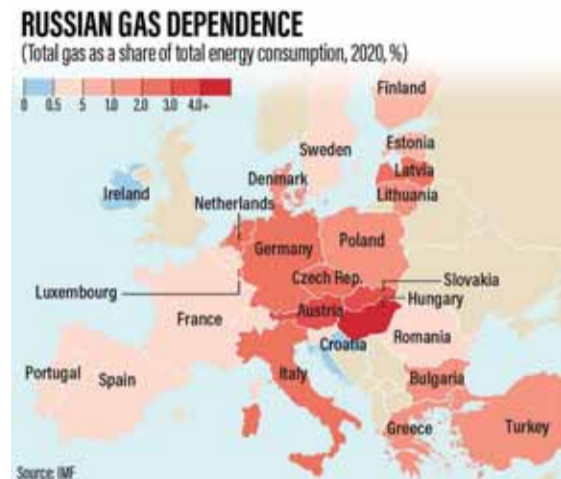 RUSSIAN GAS DEPENDENCE
(Total gas as a share of total energy consumption, 2020, %)
0 0.5 5 1.0 2.0 3.0 4.0+
Finland
Sweden
Estonia
Latvia
Lithuania
Denmark
Ireland
Netherlands
Germany
Poland
Czech Rep.
Slovakia
Luxembourg
Hungary
Austria
France
Croatia
Romania
Portugal
Spain
Italy
Bulgaria
Greece
Turkey
Source: IMF